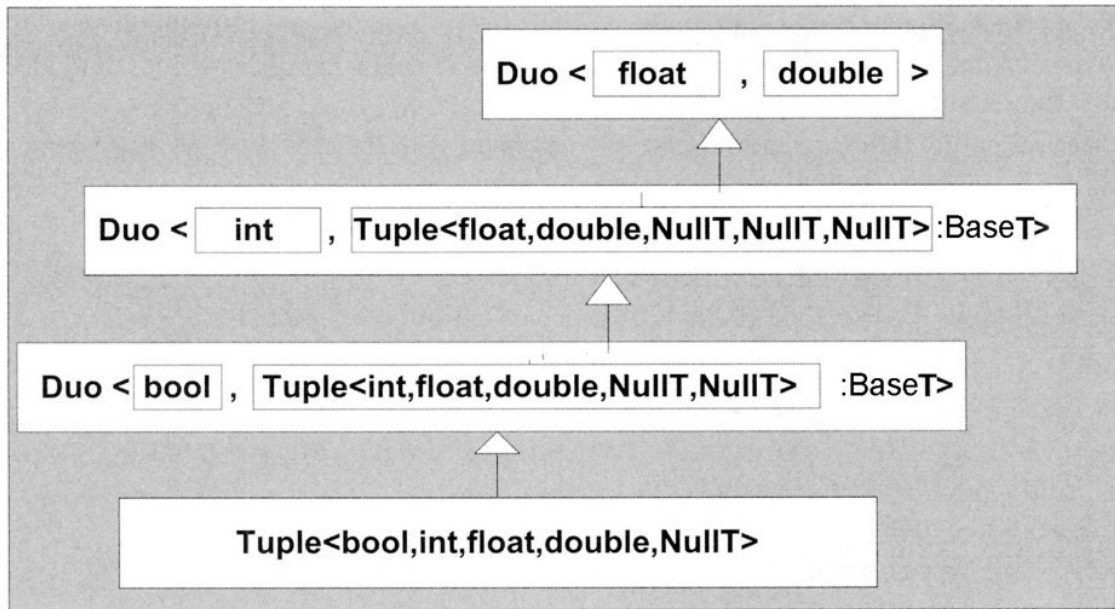 Duo < float , double >
Duo < int , Tuple<float,double,NullT,NullT,NullT> :BaseT>
Duo < bool , Tuple<int,float,double,NullT,NullT> :BaseT>
Tuple<bool,int,float,double,NullT>